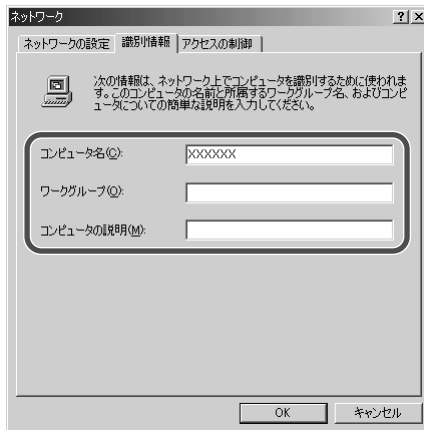 ネットワーク
ネットワークの設定 識別情報 アクセスの制御
次の情報は、ネットワーク上でコンピュータを識別するために使われま
す。このコンピュータの名前と所属するワークグループ名、およびコンピ
ュータについての簡単な説明を入力してください。
コンピュータ名(C): XXXXXX
ワークグループ(O):
コンピュータの説明(M):
OK キャンセル